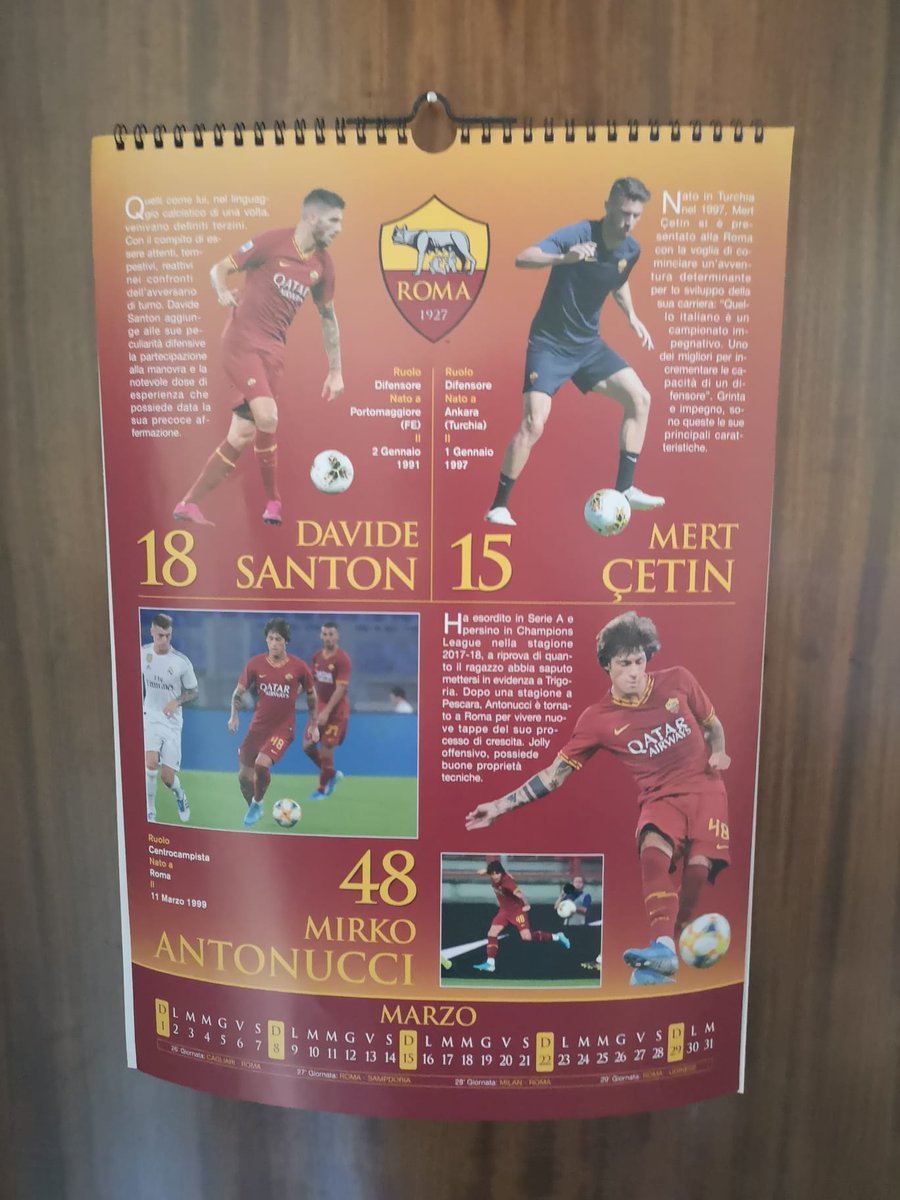 Quelli come lui, nel linguag-
gio calcistico di una volta,
venivano definiti terzini.
Con il compito di es-
sere attenti, tem-
pestivi, reattivi
nei confronti
dell'avversario
di turno. Davide
Santon aggiun-
ge alle sue pe-
culiarità difensive
la partecipazione
alla manovra e la
notevole dose di
esperienza che
possiede data la
sua precoce af-
fermazione.
QATAR
AIRWAYS
ROMA
1927
Ruolo
Difensore
Nato a
Portomaggiore
(FE)
Il
2 Gennaio
1991
18
DAVIDE
SANTON
Nato in Turchia
nel 1997, Mert
Çetin si è pre-
sentato alla Roma
con la voglia di co-
minciare un'avven-
tura determinante
per lo sviluppo della
sua carriera: "Quel-
lo italiano è un
campionato im-
pegnativo. Uno
dei migliori per in-
crementare le ca-
pacità di un di-
fensore". Grinta
e impegno, so-
no queste le sue
principali carat-
teristiche.
Ruolo
Difensore
Nato a
Ankara
(Turchia)
Il
1 Gennaio
1997
15
MERT
ÇETIN
Emirates
QATAR
AIRWAYS
48
Ha esordito in Serie A e
persino in Champions
League nella stagione
2017-18, a riprova di quan-
to il ragazzo abbia saputo
mettersi in evidenza a Trigo-
ria. Dopo una stagione a
Pescara, Antonucci è torna-
to a Roma per vivere nuo-
ve tappe del suo pro-
cesso di crescita. Jolly
offensivo, possiede
buone proprietà
tecniche.
QATAR
AIRWAYS
48
Ruolo
Centrocampista
Nato a
Roma
Il
11 Marzo 1999
48
MIRKO
ANTONUCCI
48
MARZO
D L M M G V S D L M M G V S D L M M G V S D L M M G V S D L M
1 2 3 4 5 6 7 8 9 10 11 12 13 14 15 16 17 18 19 20 21 22 23 24 25 26 27 28 29 30 31
26ª Giornata: CAGLIARI - ROMA
27ª Giornata: ROMA - SAMPDORIA
28ª Giornata: MILAN - ROMA
29ª Giornata: ROMA - UDINESE